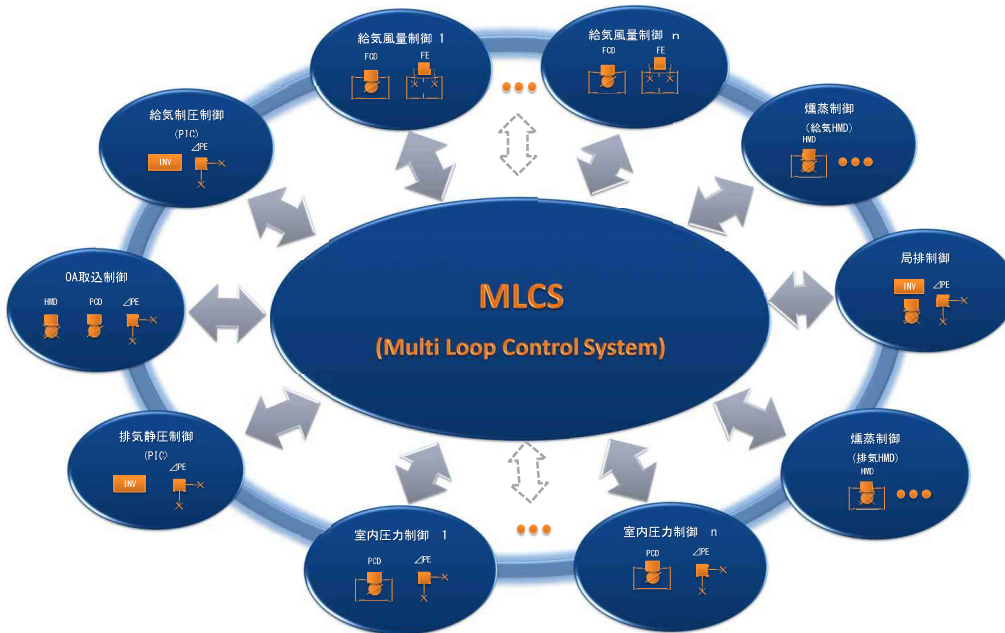 給気風量制御 1
FCD FE
給気風量制御 n
FCD FE
給気制圧制御
(PIC)
⊿PE
INV
燻蒸制御
(給気HMD)
HMD
OA取込制御
HMD PCD ⊿PE
MLCS
(Multi Loop Control System)
局排制御
INV ⊿PE
排気静圧制御
(PIC)
⊿PE
INV
燻蒸制御
(排気HMD)
HMD
室内圧力制御 1
PCD ⊿PE
室内圧力制御 n
PCD ⊿PE